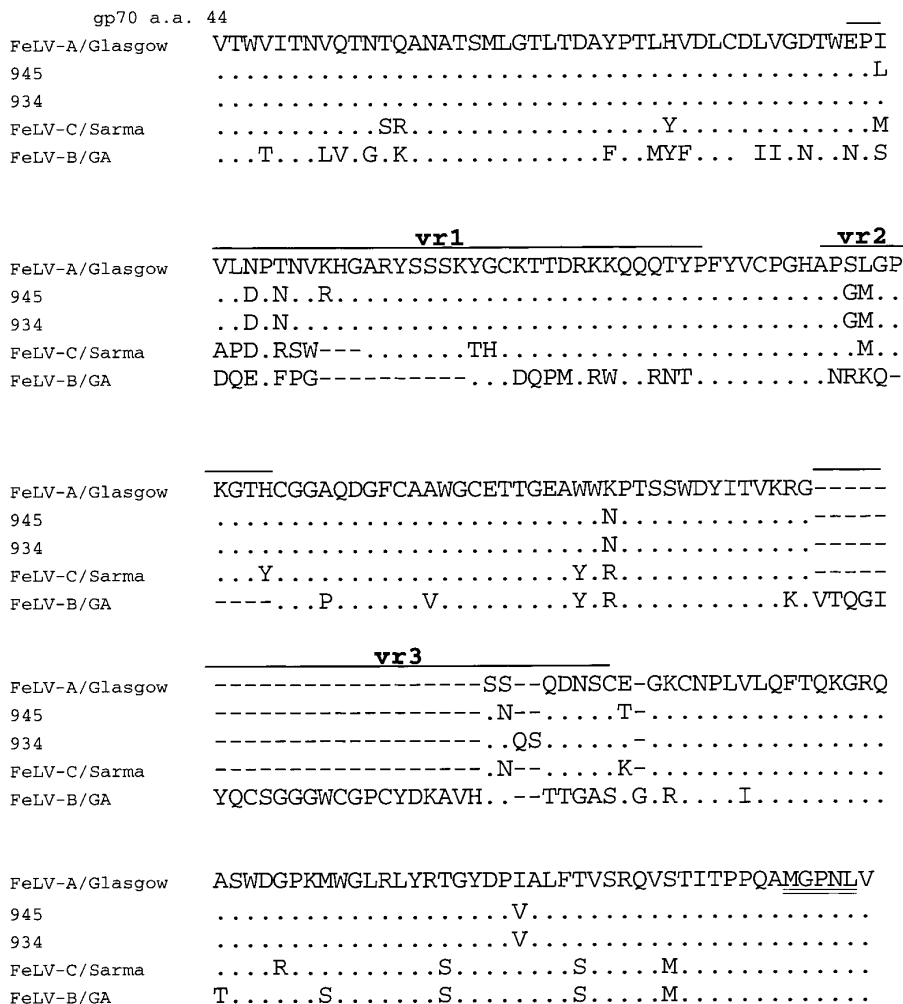 gp70 a.a. 44
FeLV-A/Glasgow VTWVITNVQTNTQANATSMLGTLTDAYPTLHVDLCDLVGDTWEPI
945 ............................................L
934 .............................................
FeLV-C/Sarma ...........SR.................Y.............M
FeLV-B/GA ...T...LV.G.K.............F..MYF....II.N..N.S
vr1 vr2
FeLV-A/Glasgow VLNPTNVKHGARYSSSKYGCKTTDRKKQQQTYPFYVCPGHAPSLGP
945 ..D.N..R..................................GM..
934 ..D.N.....................................GM..
FeLV-C/Sarma APD.RSW---.......TH........................M..
FeLV-B/GA DQE.FPG----------...DQPM.RW..RNT.........NRKQ-
FeLV-A/Glasgow KGTHCGGAQDGFCAAWGCETTGEAWWKPTSSWDYITVKRG-----
945 ..........................N.............-----
934 ..........................N.............-----
FeLV-C/Sarma ...Y....................Y.R.............-----
FeLV-B/GA ----...P......V.........Y.R...........K.VTQGI
vr3
FeLV-A/Glasgow ------------------SS--QDNSCE-GKCNPLVLQFTQKGRQ
945 ------------------.N--.....T-................
934 ------------------..QS......-................
FeLV-C/Sarma ------------------.N--.....K-................
FeLV-B/GA YQCSGGGWCGPCYDKAVH..--TTGAS.G.R....I.........
FeLV-A/Glasgow ASWDGPKMWGLRLYRTGYDPIALFTVSRQVSTITPPQAMGPNLV
945 ....................V.......................
934 ....................V.......................
FeLV-C/Sarma ....R..........S........S.....M.............
FeLV-B/GA T......S.......S........S.....M.............